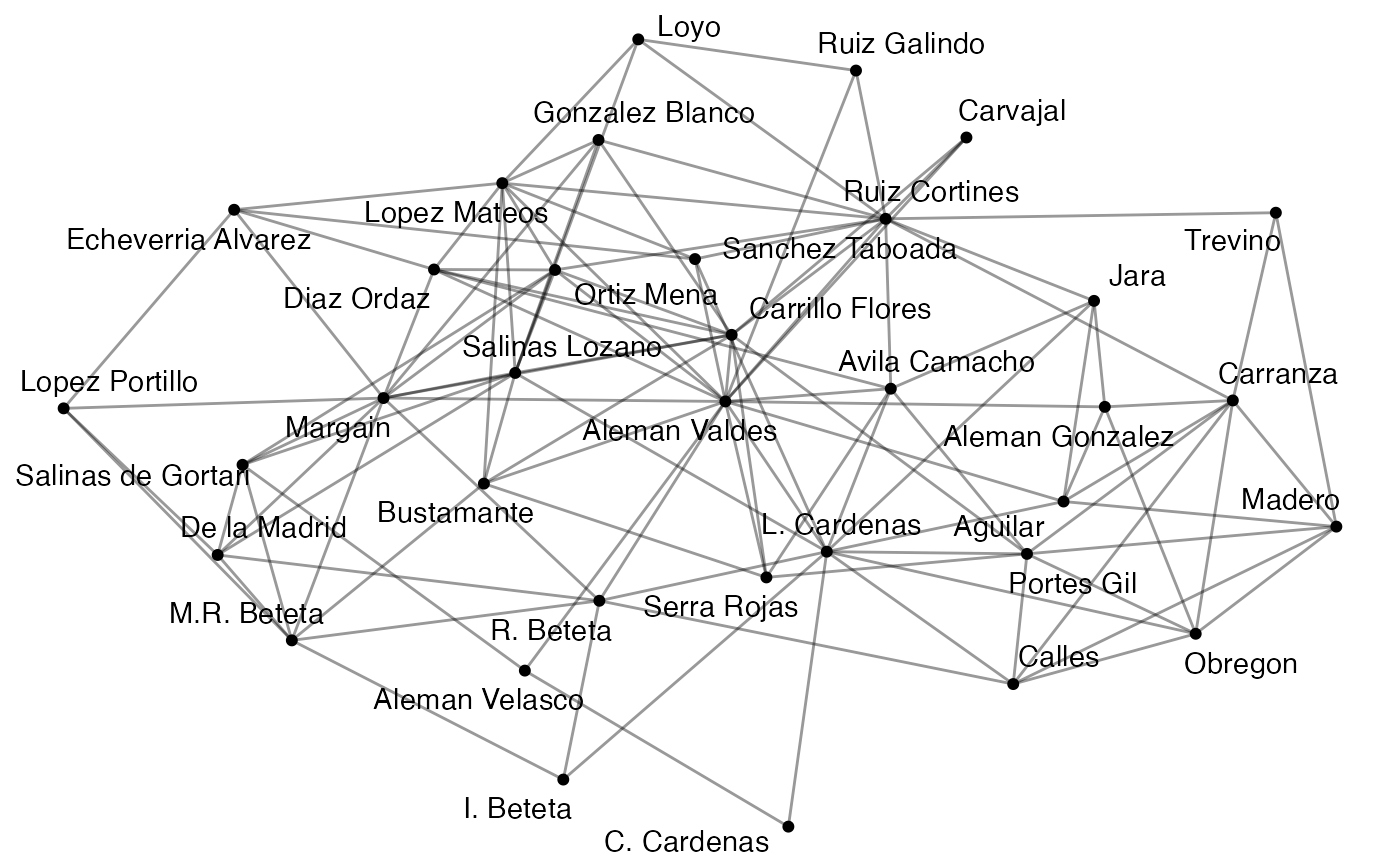 Loyo
Ruiz Galindo
Carvajal
Gonzalez Blanco
Ruiz Cortines
Lopez Mateos
Echeverria Alvarez
Trevino
Sanchez Taboada
Jara
Diaz Ordaz
Ortiz Mena
Carrillo Flores
Salinas Lozano
Avila Camacho
Lopez Portillo
Carranza
Margain
Aleman Valdes
Aleman Gonzalez
Salinas de Gortari
Madero
Bustamante
De la Madrid
L. Cardenas
Aguilar
Portes Gil
M.R. Beteta
Serra Rojas
R. Beteta
Calles
Obregon
Aleman Velasco
I. Beteta
C. Cardenas